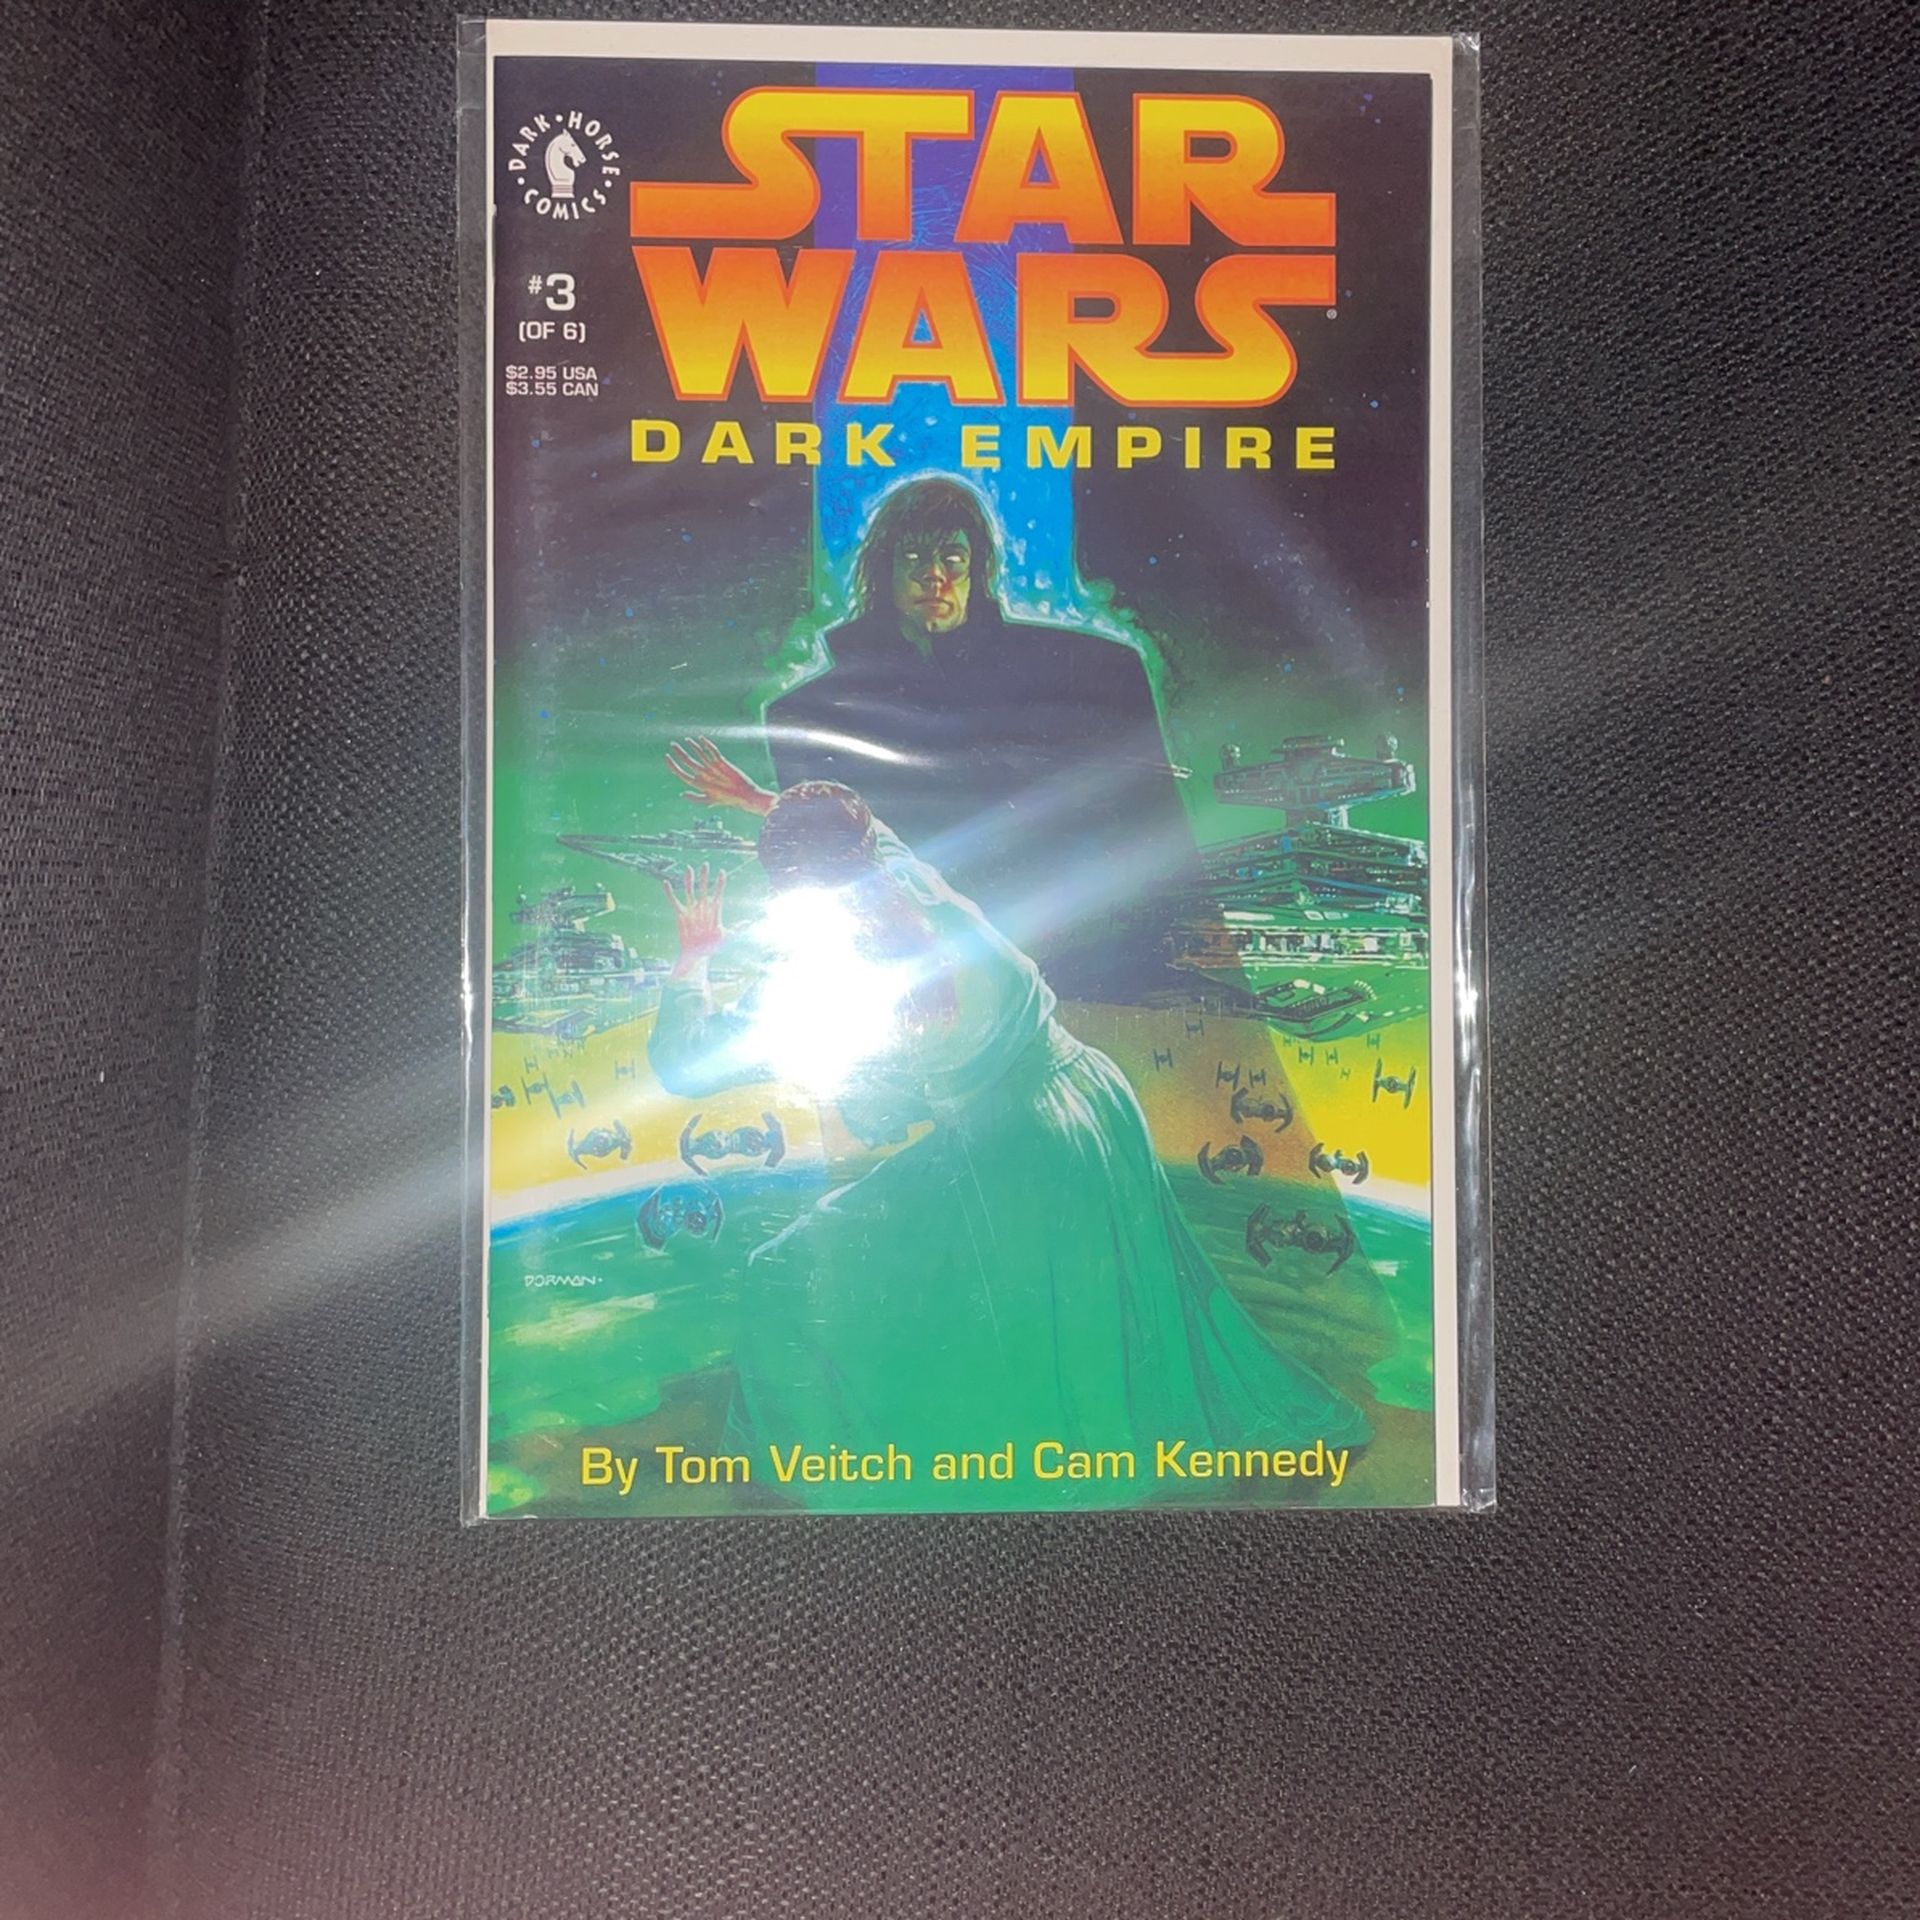 DARK • HORSE • COMICS •
STAR
WARS®
#3
(OF 6)
$2.95 USA
$3.55 CAN
DARK EMPIRE
DORMAN
By Tom Veitch and Cam Kennedy